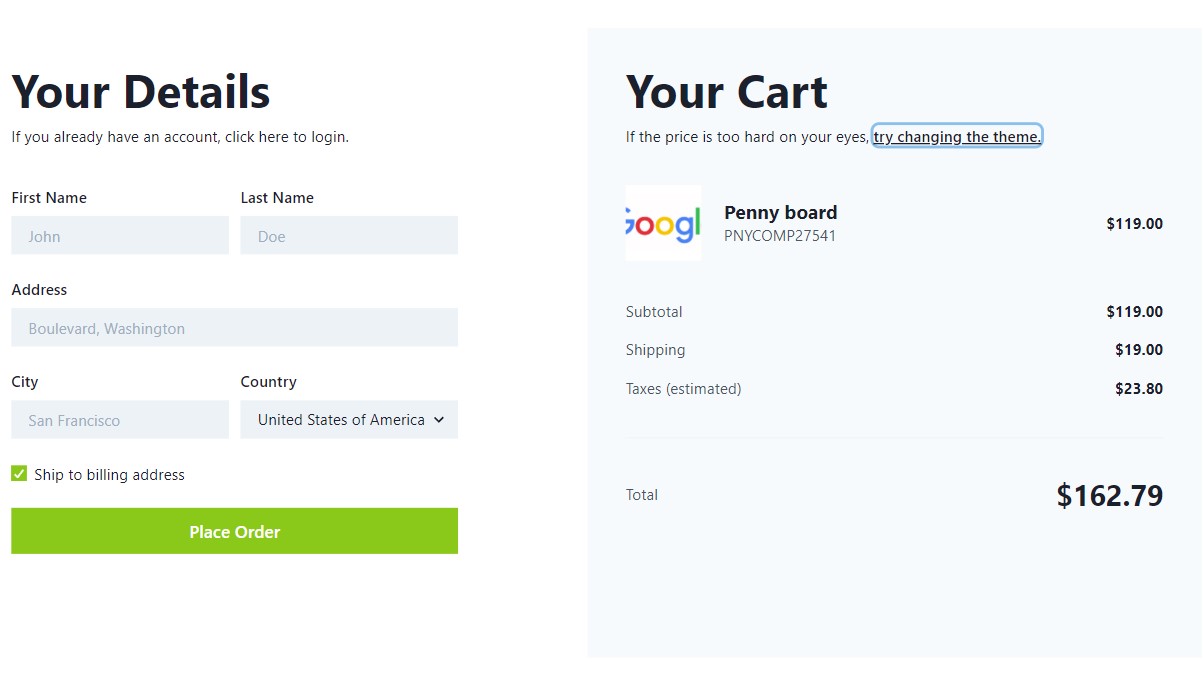 Your Details
If you already have an account, click here to login.
First Name
Last Name
John
Doe
Address
Boulevard, Washington
City
Country
San Francisco
United States of America
Ship to billing address
Place Order
Your Cart
If the price is too hard on your eyes, try changing the theme.
Googl
Penny board
PNYCOMP27541
$119.00
Subtotal
$119.00
Shipping
$19.00
Taxes (estimated)
$23.80
Total
$162.79